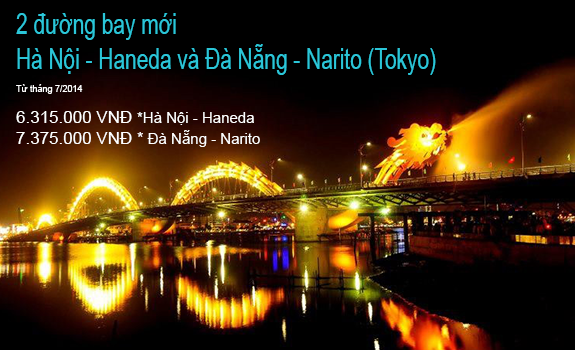 2 đường bay mới
Hà Nội - Haneda và Đà Nẵng - Narito (Tokyo)
Từ tháng 7/2014
6.315.000 VNĐ *Hà Nội - Haneda
7.375.000 VNĐ * Đà Nẵng - Narito